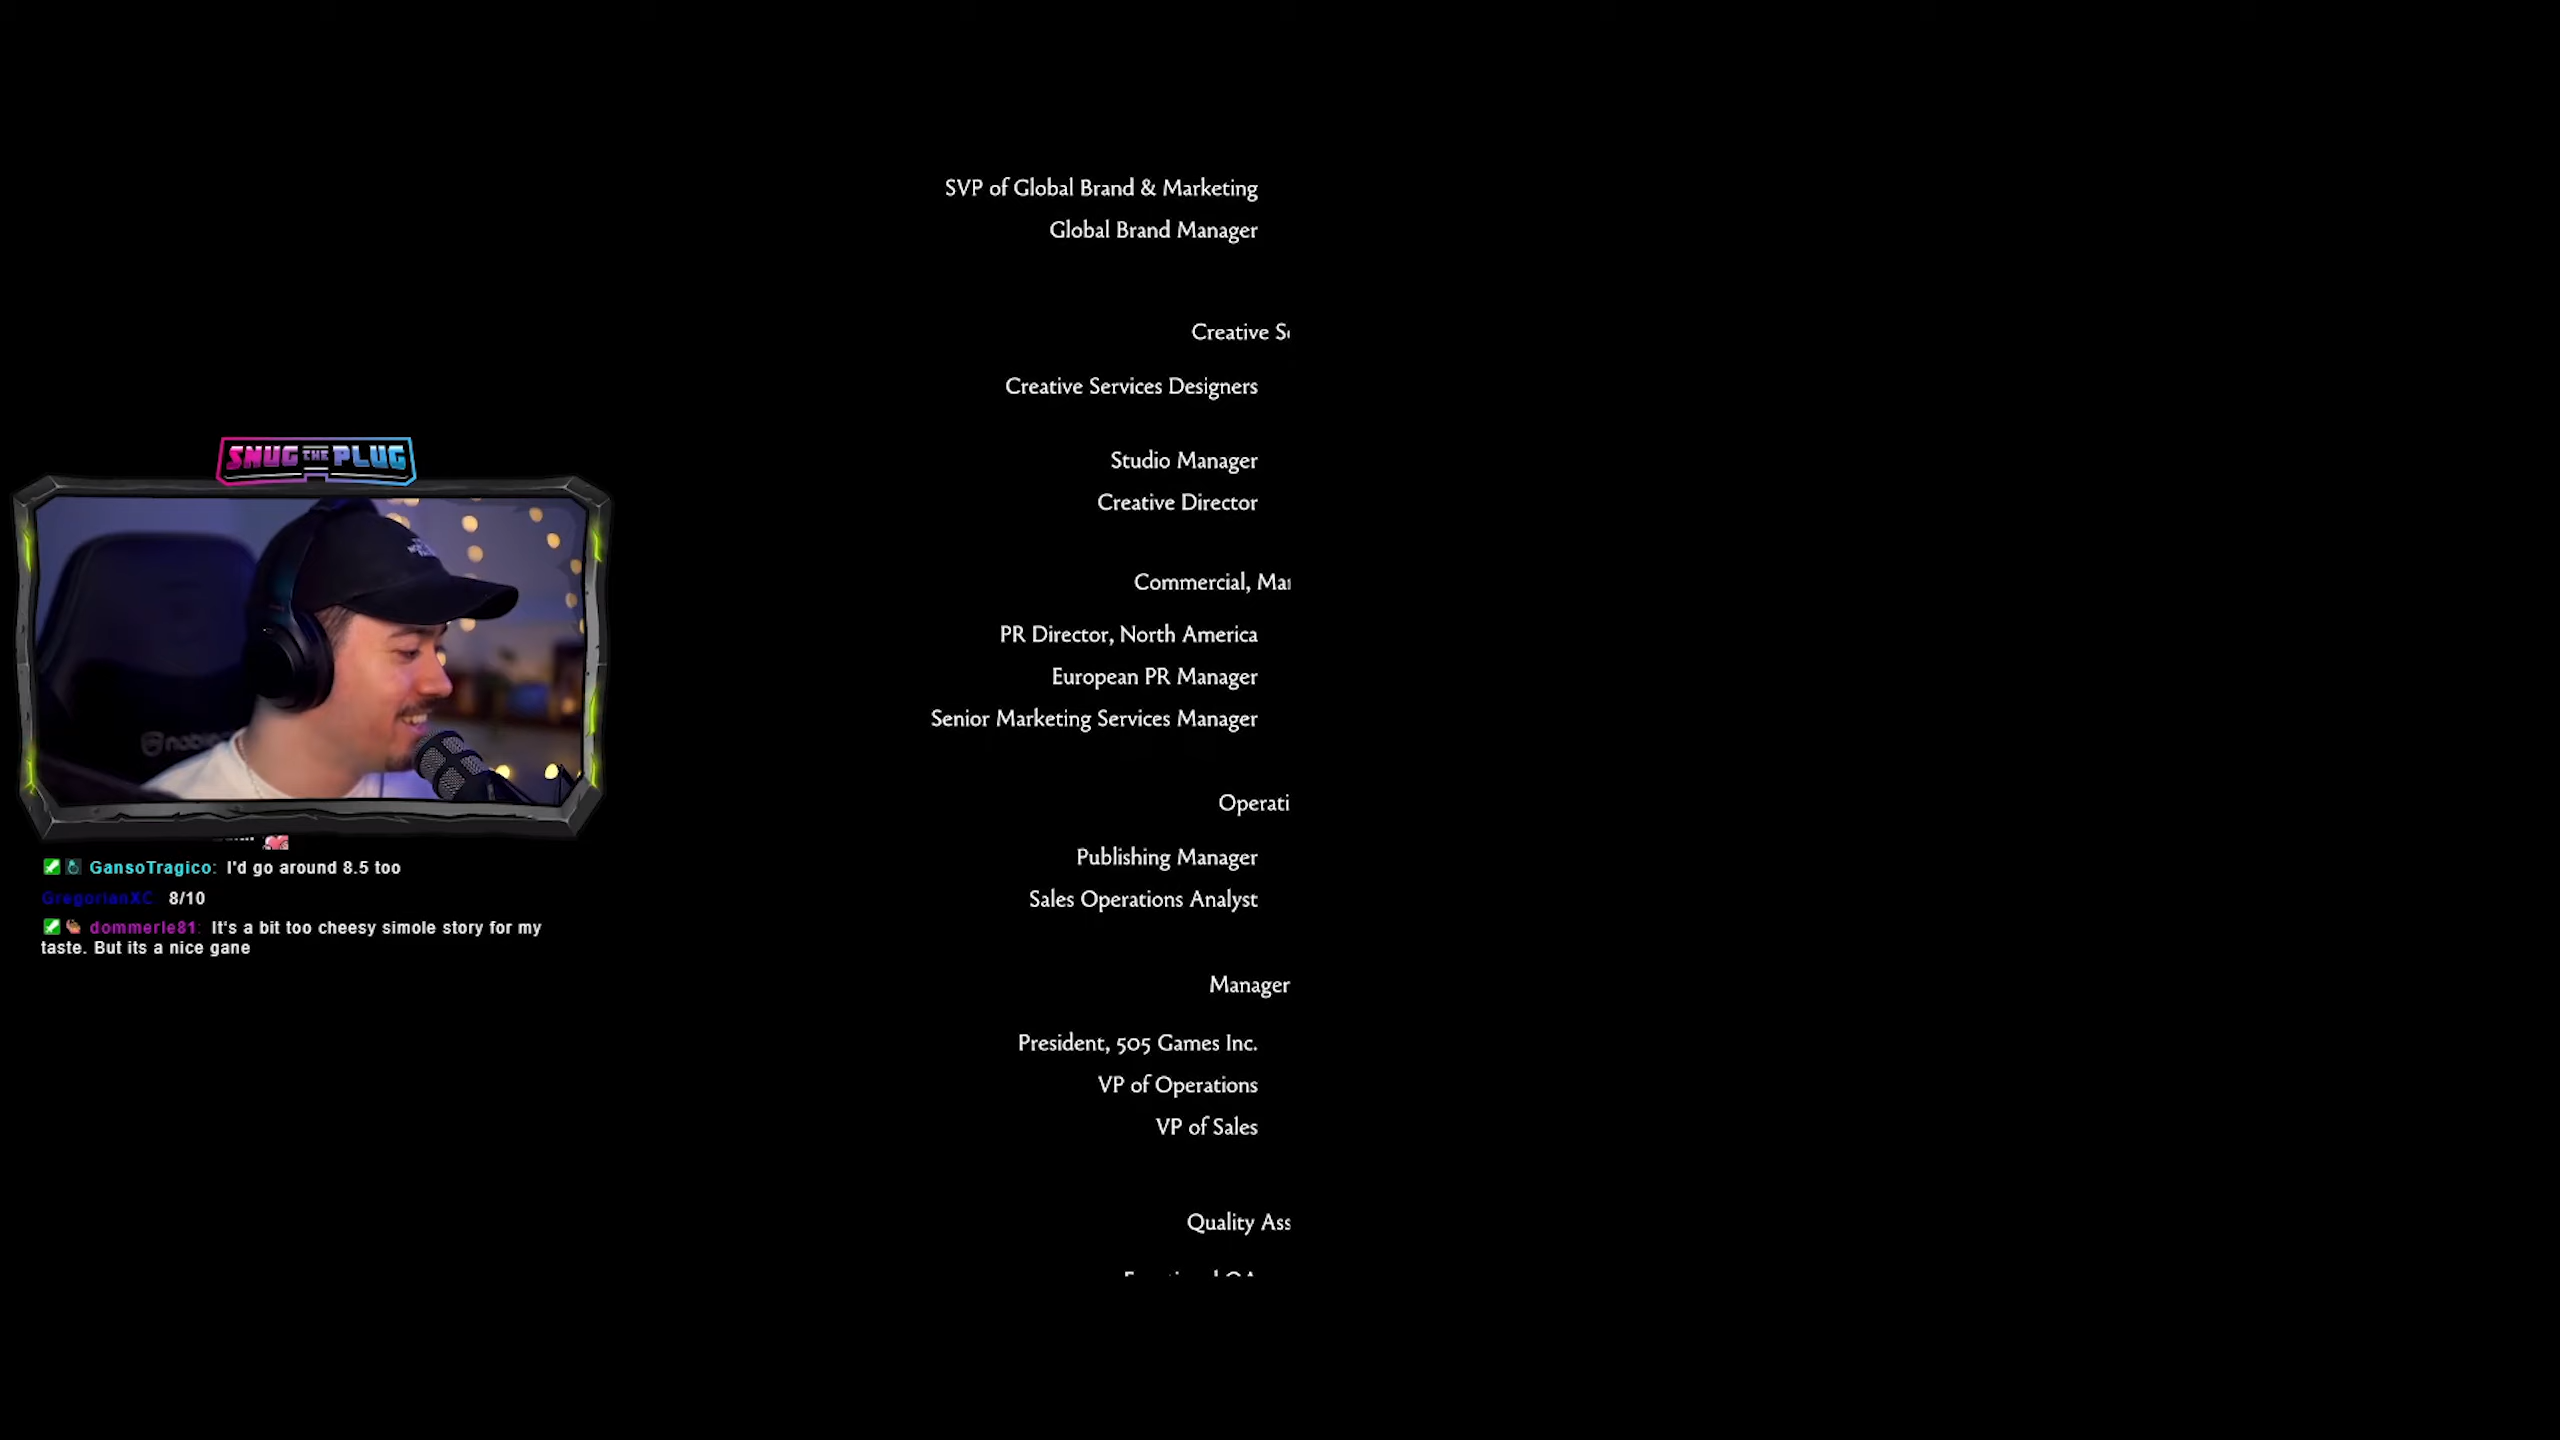 SVP of Global Brand & Marketing
Global Brand Manager
Creative
Creative Services Designers
Studio Manager
Creative Director
Commercial,
PR Director, North America
European PR Manager
Senior Marketing Services Manager
Operati
Publishing Manager
Sales Operations Analyst
Manager
President, 505 Games Inc.
VP of Operations
VP of Sales
Quality Ass
SNUG THE PLUG
GansoTragico: I'd go around 8.5 too
GregorianXC: 8/10
dommerle81: It's a bit too cheesy simole story for my
taste. But its a nice gane